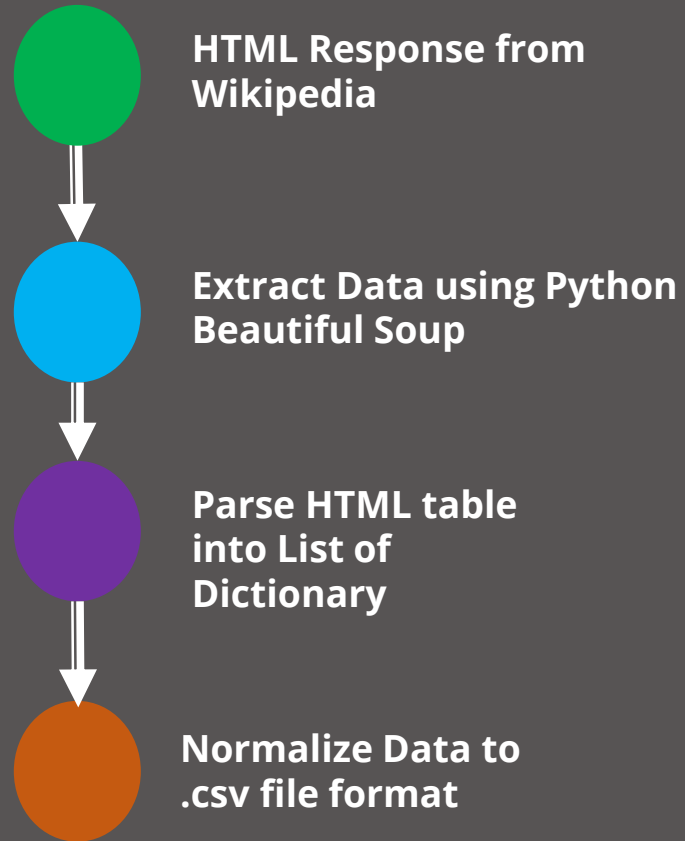 HTML Response from
Wikipedia
Extract Data using Python
Beautiful Soup
Parse HTML table
into List of
Dictionary
Normalize Data to
.csv file format